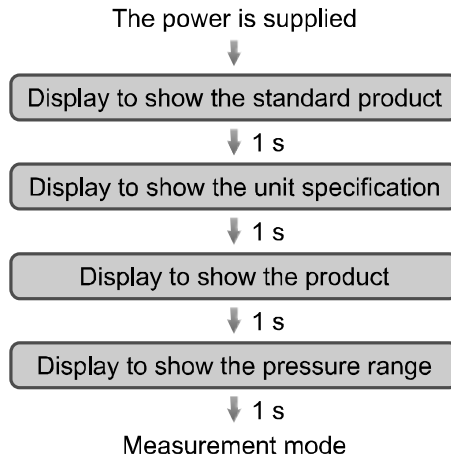 The power is supplied
Display to show the standard product
1 s
Display to show the unit specification
1 s
Display to show the product
1 s
Display to show the pressure range
1 s
Measurement mode